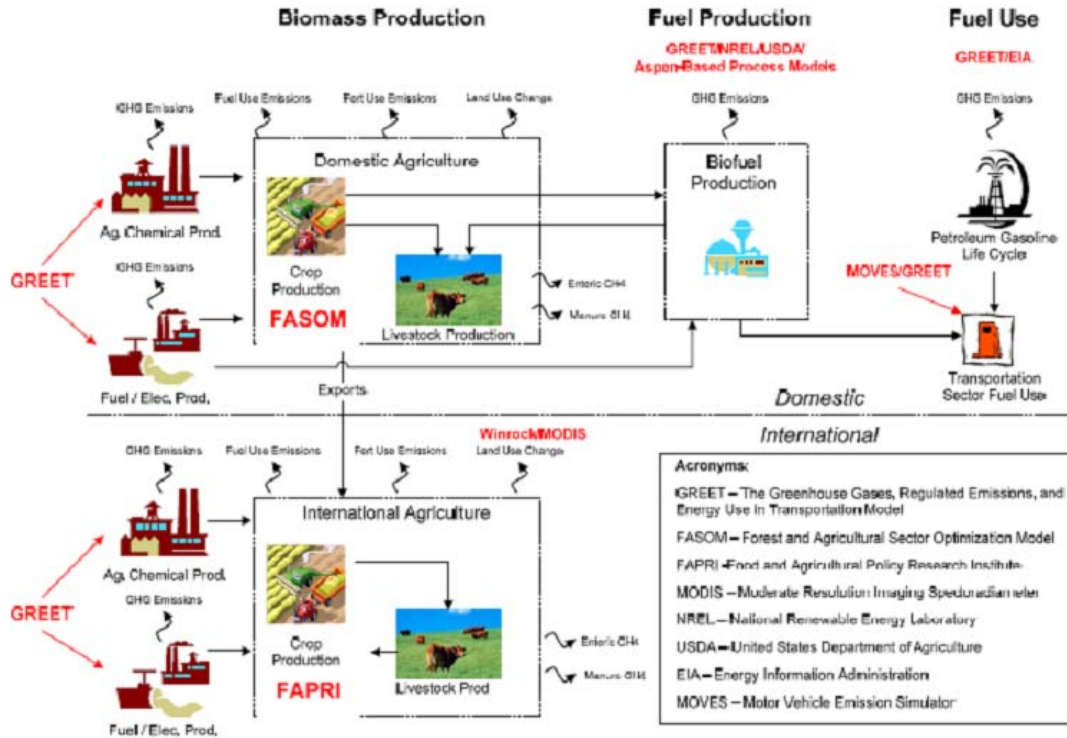 Biomass Production
Fuel Production
Fuel Use
GREET/NREL/USDA/
Aspen-Based Process Models
GREET/EIA
GHG Emissions
Fuel Use Emissions
Fert Use Emissions
Land Use Change
GHG Emissions
GHG Emissions
Domestic Agriculture
Biofuel
Production
Ag. Chemical Prod.
Petroleum Gasoline
Life Cycle
GREET
Crop
Production
FASOM
Livestock Production
Enteric CH4
Manure CH4
MOVES/GREET
GHG Emissions
Fuel / Elec. Prod.
Exports
Transportation
Sector Fuel Use
Domestic
International
Winrock/MODIS
GHG Emissions
Fuel Use Emissions
Fert Use Emissions
Land Use Change
International Agriculture
Ag. Chemical Prod.
GREET
GHG Emissions
Crop
Production
FAPRI
Livestock Prod
Enteric CH4
Manure CH4
Fuel / Elec. Prod.
Acronyms:
GREET – The Greenhouse Gases, Regulated Emissions, and
Energy Use in Transportation Model
FASOM – Forest and Agricultural Sector Optimization Model
FAPRI –Food and Agricultural Policy Research Institute
MODIS – Moderate Resolution Imaging Spectoradiameter
NREL – National Renewable Energy Laboratory
USDA – United States Department of Agriculture
EIA – Energy Information Administration
MOVES – Motor Vehicle Emission Simulator